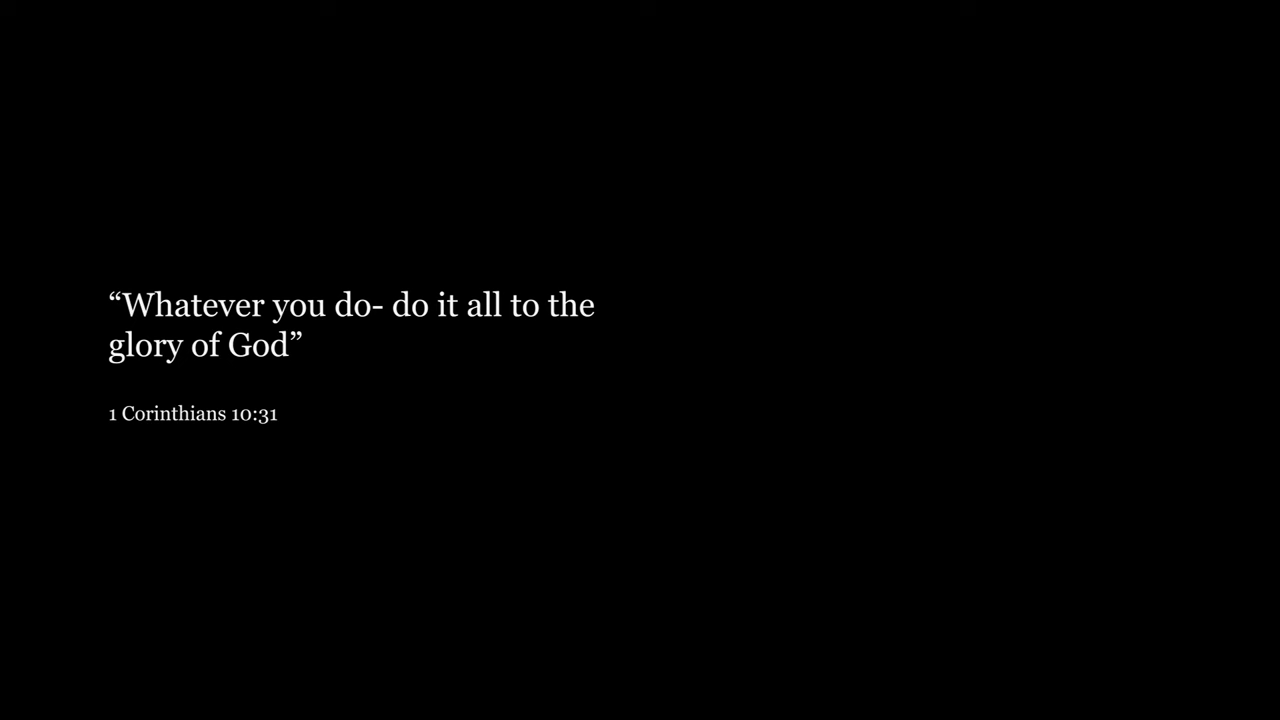 “Whatever you do- do it all to the
glory of God”
1 Corinthians 10:31